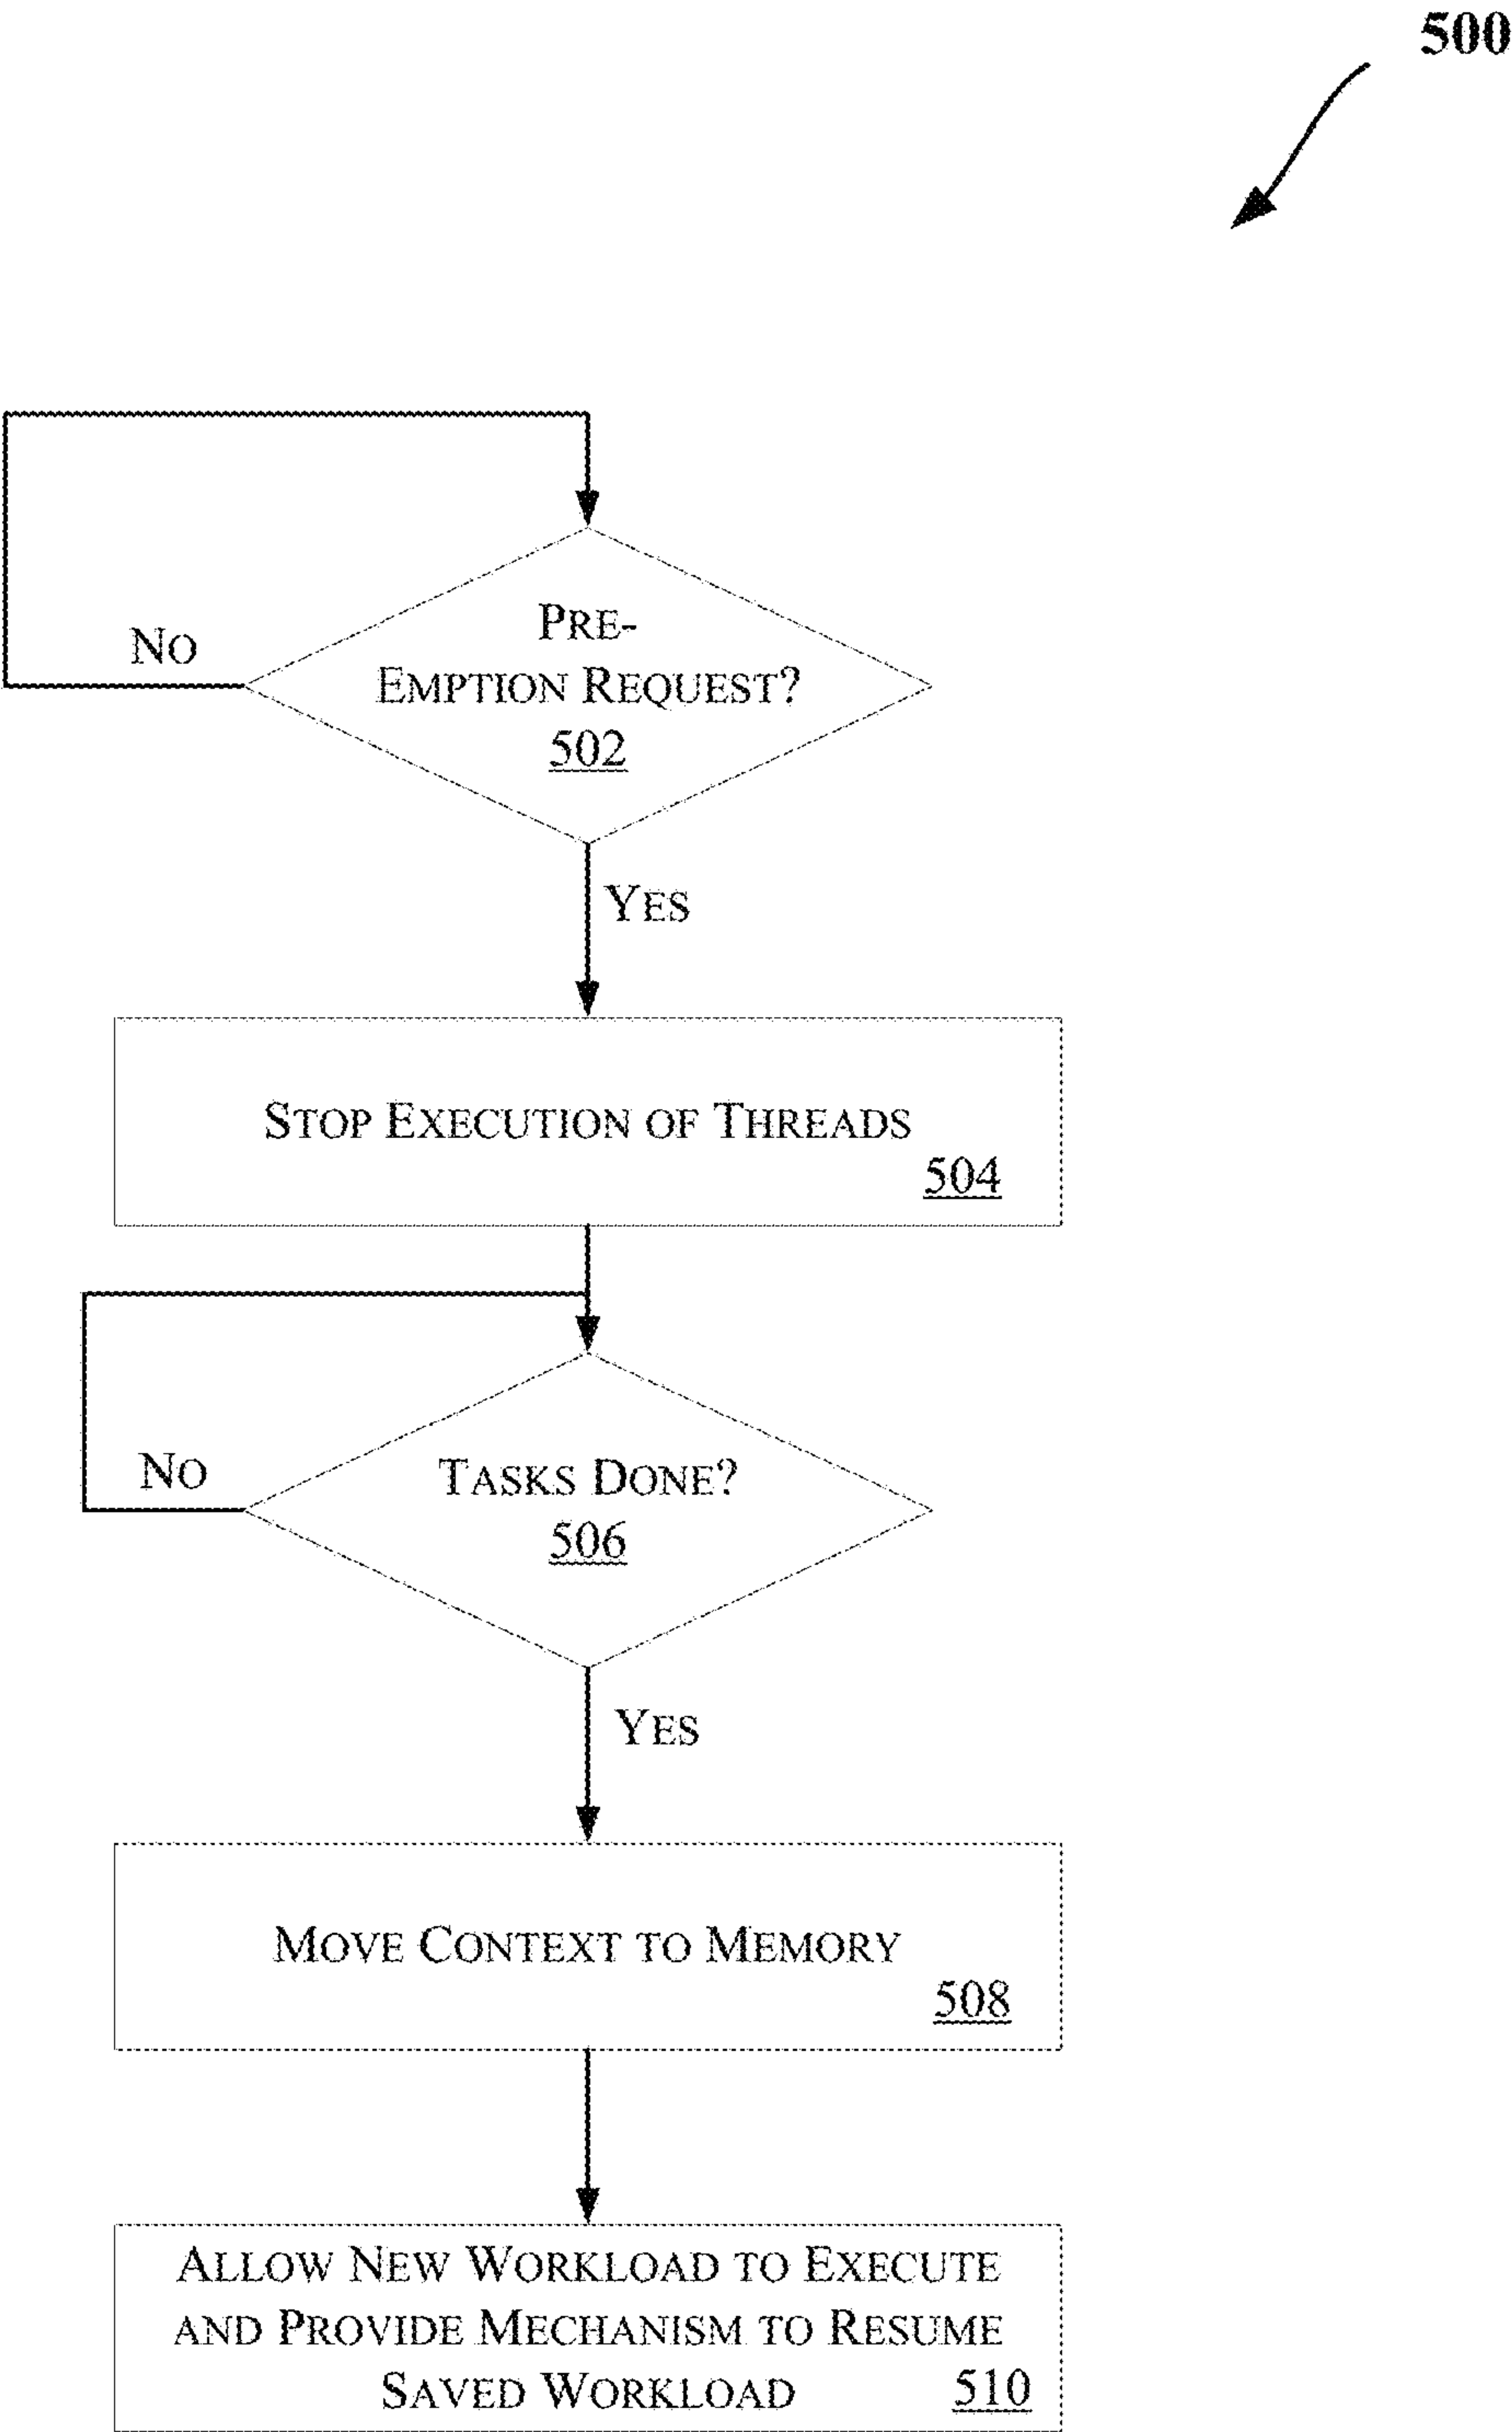 500
PRE-
EMPTION REQUEST?
502
NO
YES
STOP EXECUTION OF THREADS
504
TASKS DONE?
506
NO
YES
MOVE CONTEXT TO MEMORY
508
ALLOW NEW WORKLOAD TO EXECUTE
AND PROVIDE MECHANISM TO RESUME
SAVED WORKLOAD 510